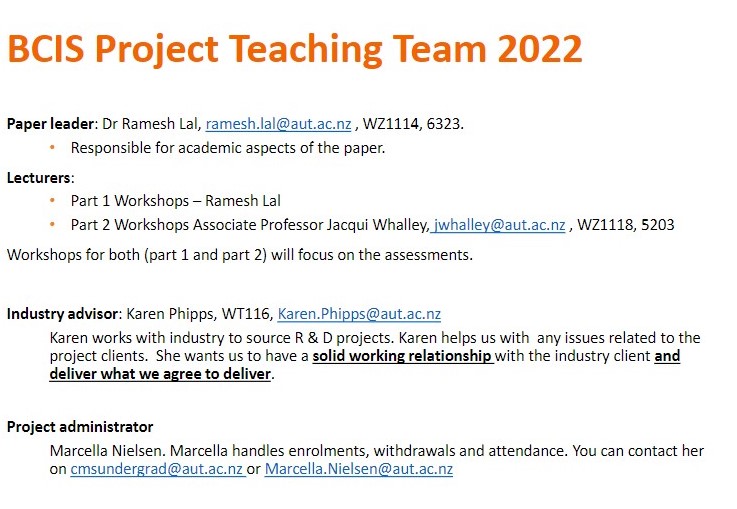 BCIS Project Teaching Team 2022
Paper leader: Dr Ramesh Lal, ramesh.lal@aut.ac.nz , WZ1114, 6323.
• Responsible for academic aspects of the paper.
Lecturers:
• Part 1 Workshops – Ramesh Lal
• Part 2 Workshops Associate Professor Jacqui Whalley, jwhalley@aut.ac.nz , WZ1118, 5203
Workshops for both (part 1 and part 2) will focus on the assessments.
Industry advisor: Karen Phipps, WT116, Karen.Phipps@aut.ac.nz
Karen works with industry to source R & D projects. Karen helps us with any issues related to the
project clients. She wants us to have a solid working relationship with the industry client and
deliver what we agree to deliver.
Project administrator
Marcella Nielsen. Marcella handles enrolments, withdrawals and attendance. You can contact her
on cmsundergrad@aut.ac.nz or Marcella.Nielsen@aut.ac.nz